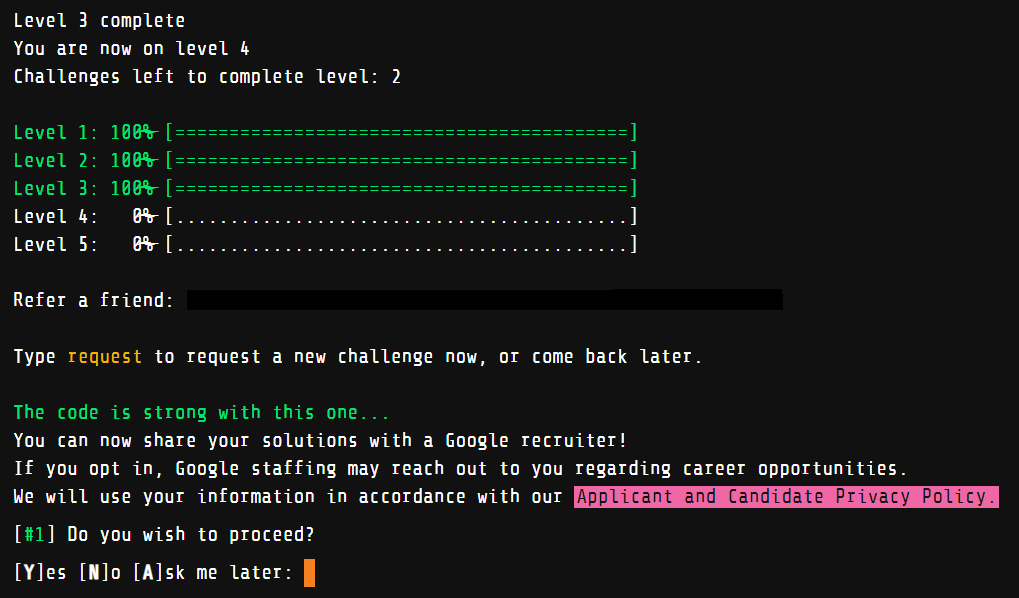 Level 3 complete
You are now on level 4
Challenges left to complete level: 2
Level 1: 100% [==========================================]
Level 2: 100% [==========================================]
Level 3: 100% [==========================================]
Level 4:   0% [..........................................]
Level 5:   0% [..........................................]
Refer a friend:
Type request to request a new challenge now, or come back later.
The code is strong with this one...
You can now share your solutions with a Google recruiter!
If you opt in, Google staffing may reach out to you regarding career opportunities.
We will use your information in accordance with our Applicant and Candidate Privacy Policy.
[#1] Do you wish to proceed?
[Y]es [N]o [A]sk me later: